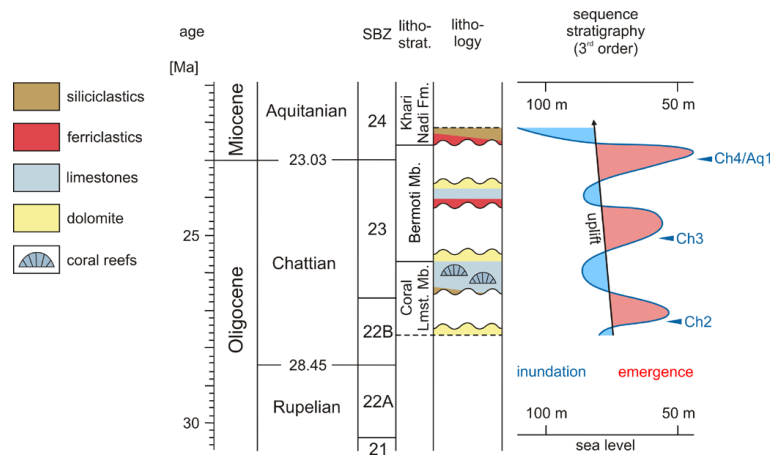 age
[Ma]
SBZ
litho-
strat.
litho-
logy
sequence
stratigraphy
(3rd order)
100 m
50 m
siliciclastics
ferriclastics
limestones
dolomite
coral reefs
Miocene
Oligocene
25
30
Aquitanian
23.03
Chattian
28.45
Rupelian
24
23
22B
22A
21
Khari
Nadi Fm.
Bermoti Mb.
Coral
Lmst. Mb.
uplift
Ch4/Aq1
Ch3
Ch2
inundation
emergence
100 m
50 m
sea level